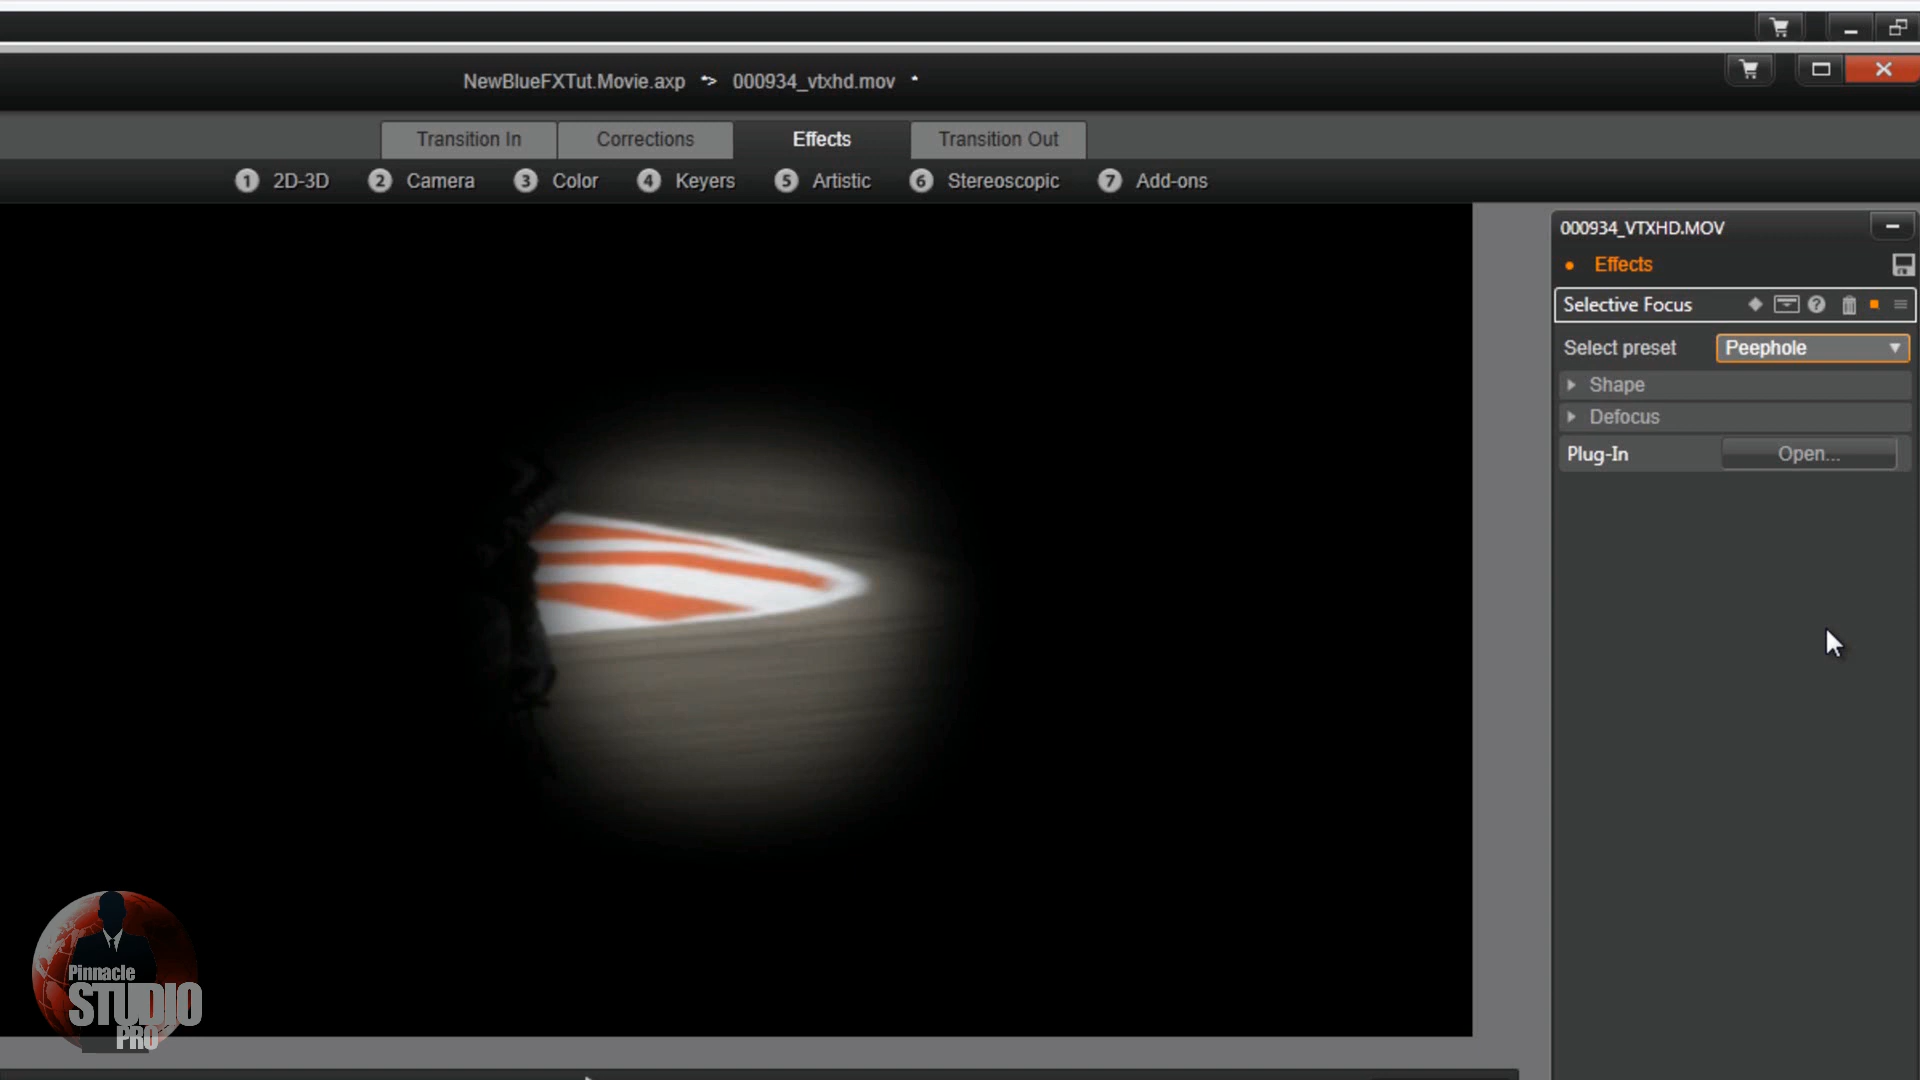 NewBlueFXTut.Movie.axp *> 000934_vtxhd.mov *
Transition In Corrections Effects Transition Out
1 2D-3D 2 Camera 3 Color 4 Keyers 5 Artistic 6 Stereoscopic 7 Add-ons
000934_VTXHD.MOV
Effects
Selective Focus
Select preset Peephole
Shape
Defocus
Plug-In Open...
Pinnacle
STUDIO
PRO